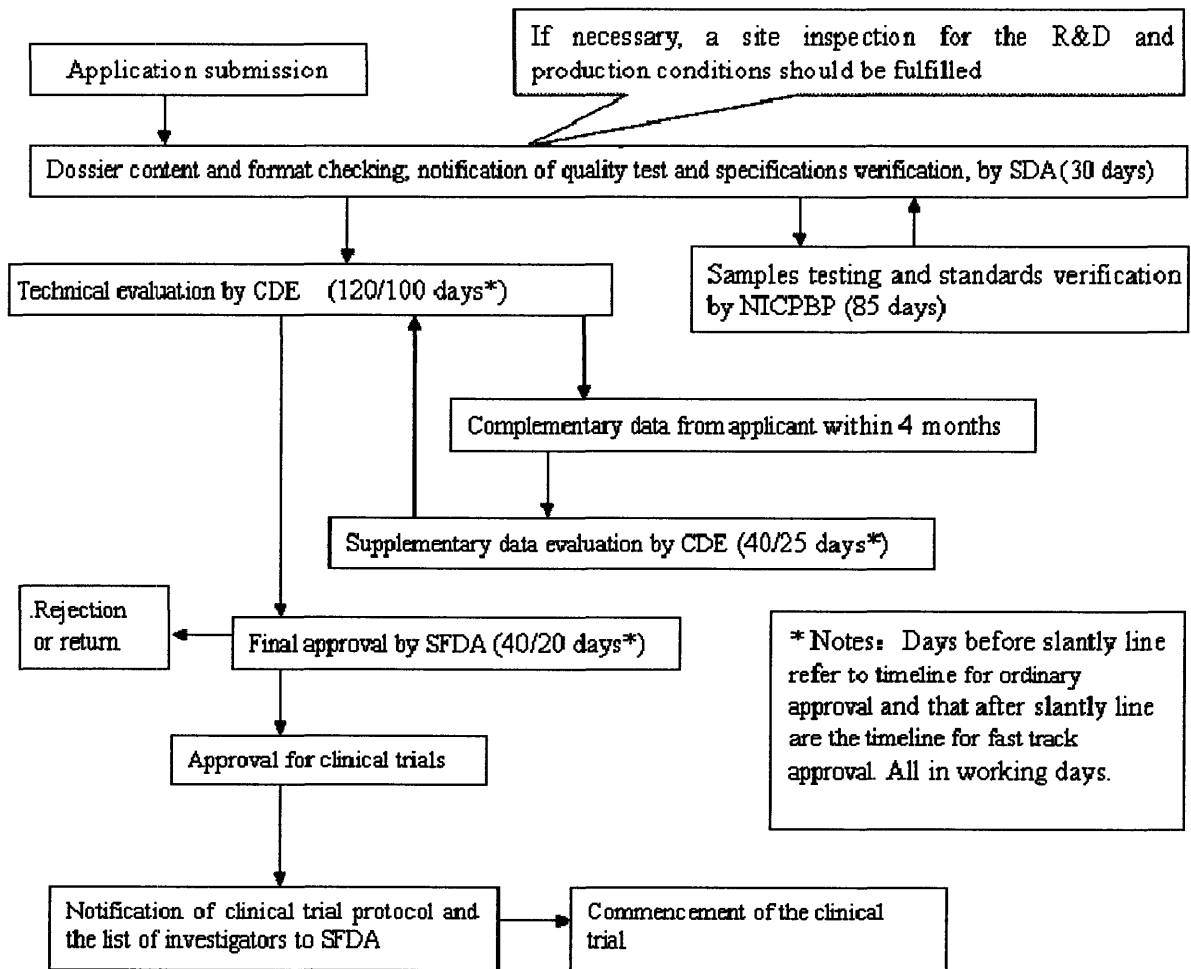 If necessary, a site inspection for the R&D and
production conditions should be fulfilled
Application submission
Dossier content and format checking, notification of quality test and specifications verification, by SDA (30 days)
Technical evaluation by CDE (120/100 days*)
Samples testing and standards verification
by NICPBP (85 days)
Complementary data from applicant within 4 months
Supplementary data evaluation by CDE (40/25 days*)
.Rejection
or return
Final approval by SFDA (40/20 days*)
* Notes: Days before slantly line
refer to timeline for ordinary
approval and that after slantly line
are the timeline for fast track
approval. All in working days.
Approval for clinical trials
Notification of clinical trial protocol and
the list of investigators to SFDA
Commencement of the clinical
trial